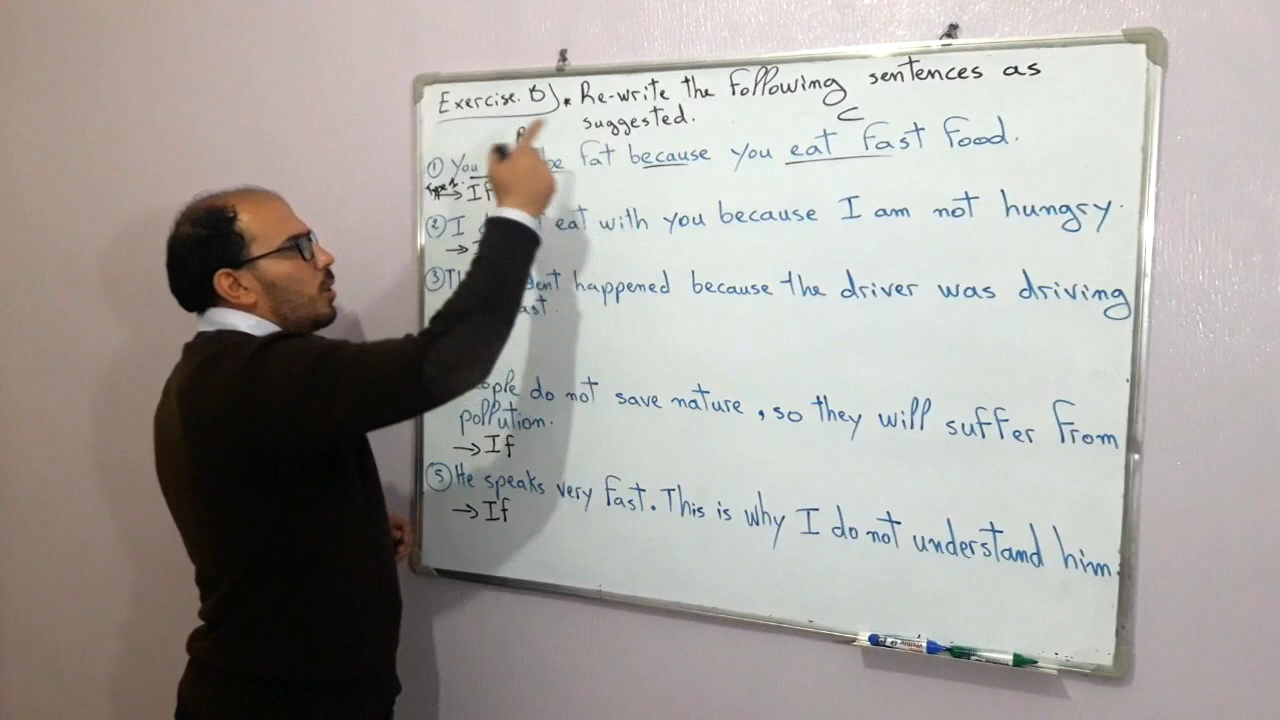 Exercise. B) * Re-write the following sentences as
suggested.
C
① You be fat because you eat fast food.
Type 1. → If
② I eat with you because I am not hungry.
→
③ happened because the driver was driving
do not save nature, so they will suffer from
pollution.
→ If
⑤ He speaks very fast. This is why I do not understand him.
→ If